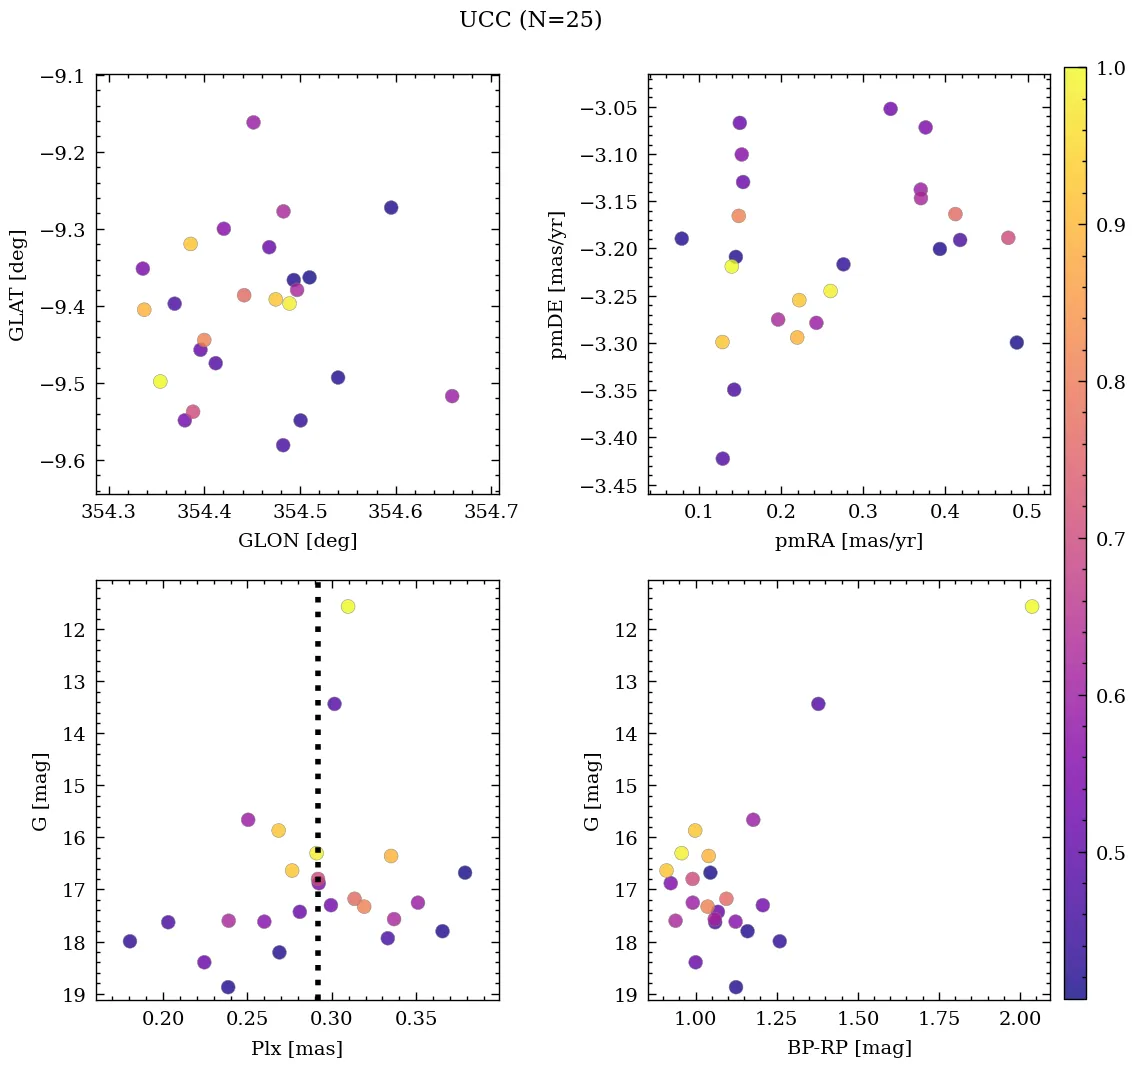 UCC (N=25)
−9.1
−9.2
−9.3
−9.4
−9.5
−9.6
GLAT [deg]
354.3 354.4 354.5 354.6 354.7
GLON [deg]
−3.05
−3.10
−3.15
−3.20
−3.25
−3.30
−3.35
−3.40
−3.45
pmDE [mas/yr]
0.1 0.2 0.3 0.4 0.5
pmRA [mas/yr]
12
13
14
15
16
17
18
19
G [mag]
0.20 0.25 0.30 0.35
Plx [mas]
12
13
14
15
16
17
18
19
G [mag]
1.00 1.25 1.50 1.75 2.00
BP-RP [mag]
1.0
0.9
0.8
0.7
0.6
0.5